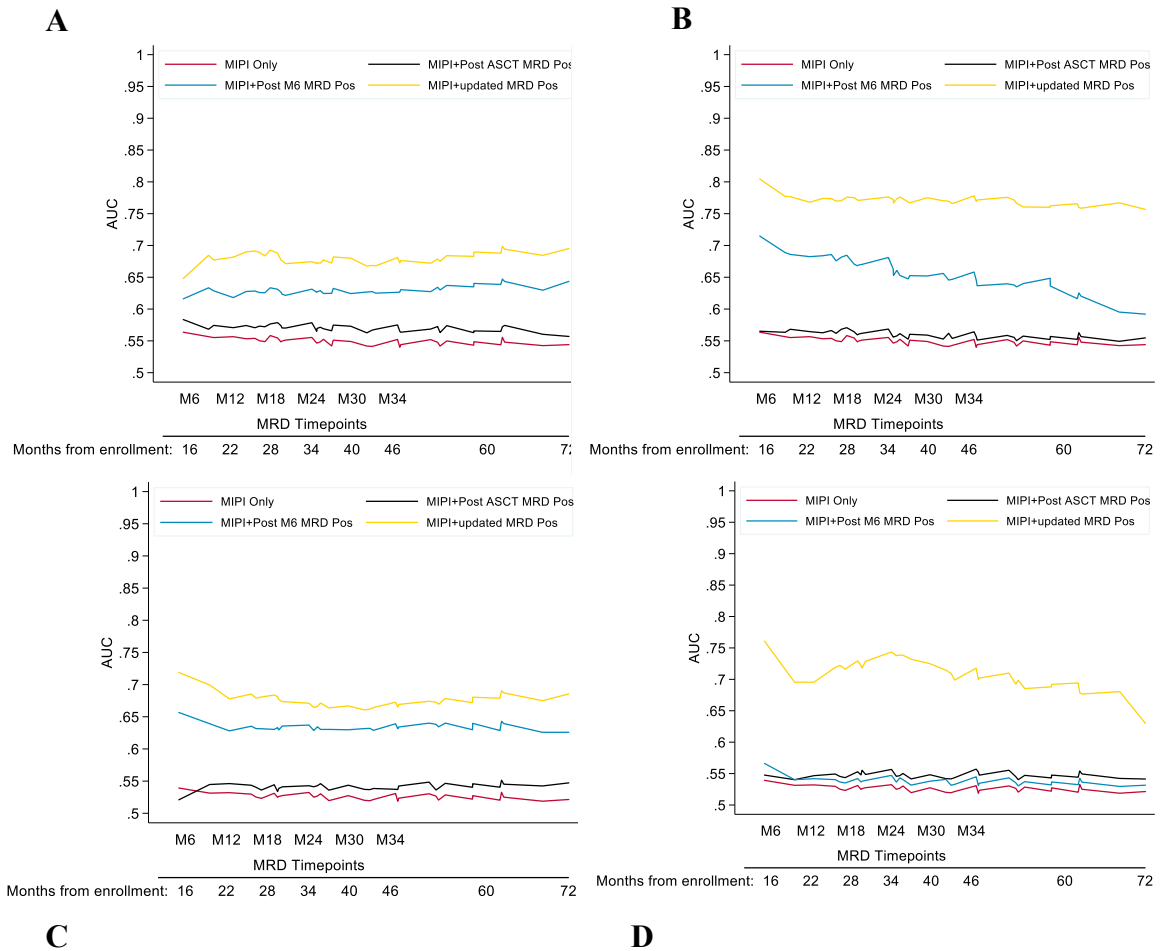 A
MIPI Only
MIPI+Post ASCT MRD Pos
MIPI+Post M6 MRD Pos
MIPI+updated MRD Pos
1
.95
.9
.85
.8
.75
.7
.65
.6
.55
.5
AUC
M6 M12 M18 M24 M30 M34
MRD Timepoints
Months from enrollment: 16 22 28 34 40 46 60 72
B
MIPI Only
MIPI+Post ASCT MRD Pos
MIPI+Post M6 MRD Pos
MIPI+updated MRD Pos
1
.95
.9
.85
.8
.75
.7
.65
.6
.55
.5
AUC
M6 M12 M18 M24 M30 M34
MRD Timepoints
Months from enrollment: 16 22 28 34 40 46 60 72
MIPI Only
MIPI+Post ASCT MRD Pos
MIPI+Post M6 MRD Pos
MIPI+updated MRD Pos
1
.95
.9
.85
.8
.75
.7
.65
.6
.55
.5
AUC
M6 M12 M18 M24 M30 M34
MRD Timepoints
Months from enrollment: 16 22 28 34 40 46 60 72
C
MIPI Only
MIPI+Post ASCT MRD Pos
MIPI+Post M6 MRD Pos
MIPI+updated MRD Pos
1
.95
.9
.85
.8
.75
.7
.65
.6
.55
.5
AUC
M6 M12 M18 M24 M30 M34
MRD Timepoints
Months from enrollment: 16 22 28 34 40 46 60 72
D